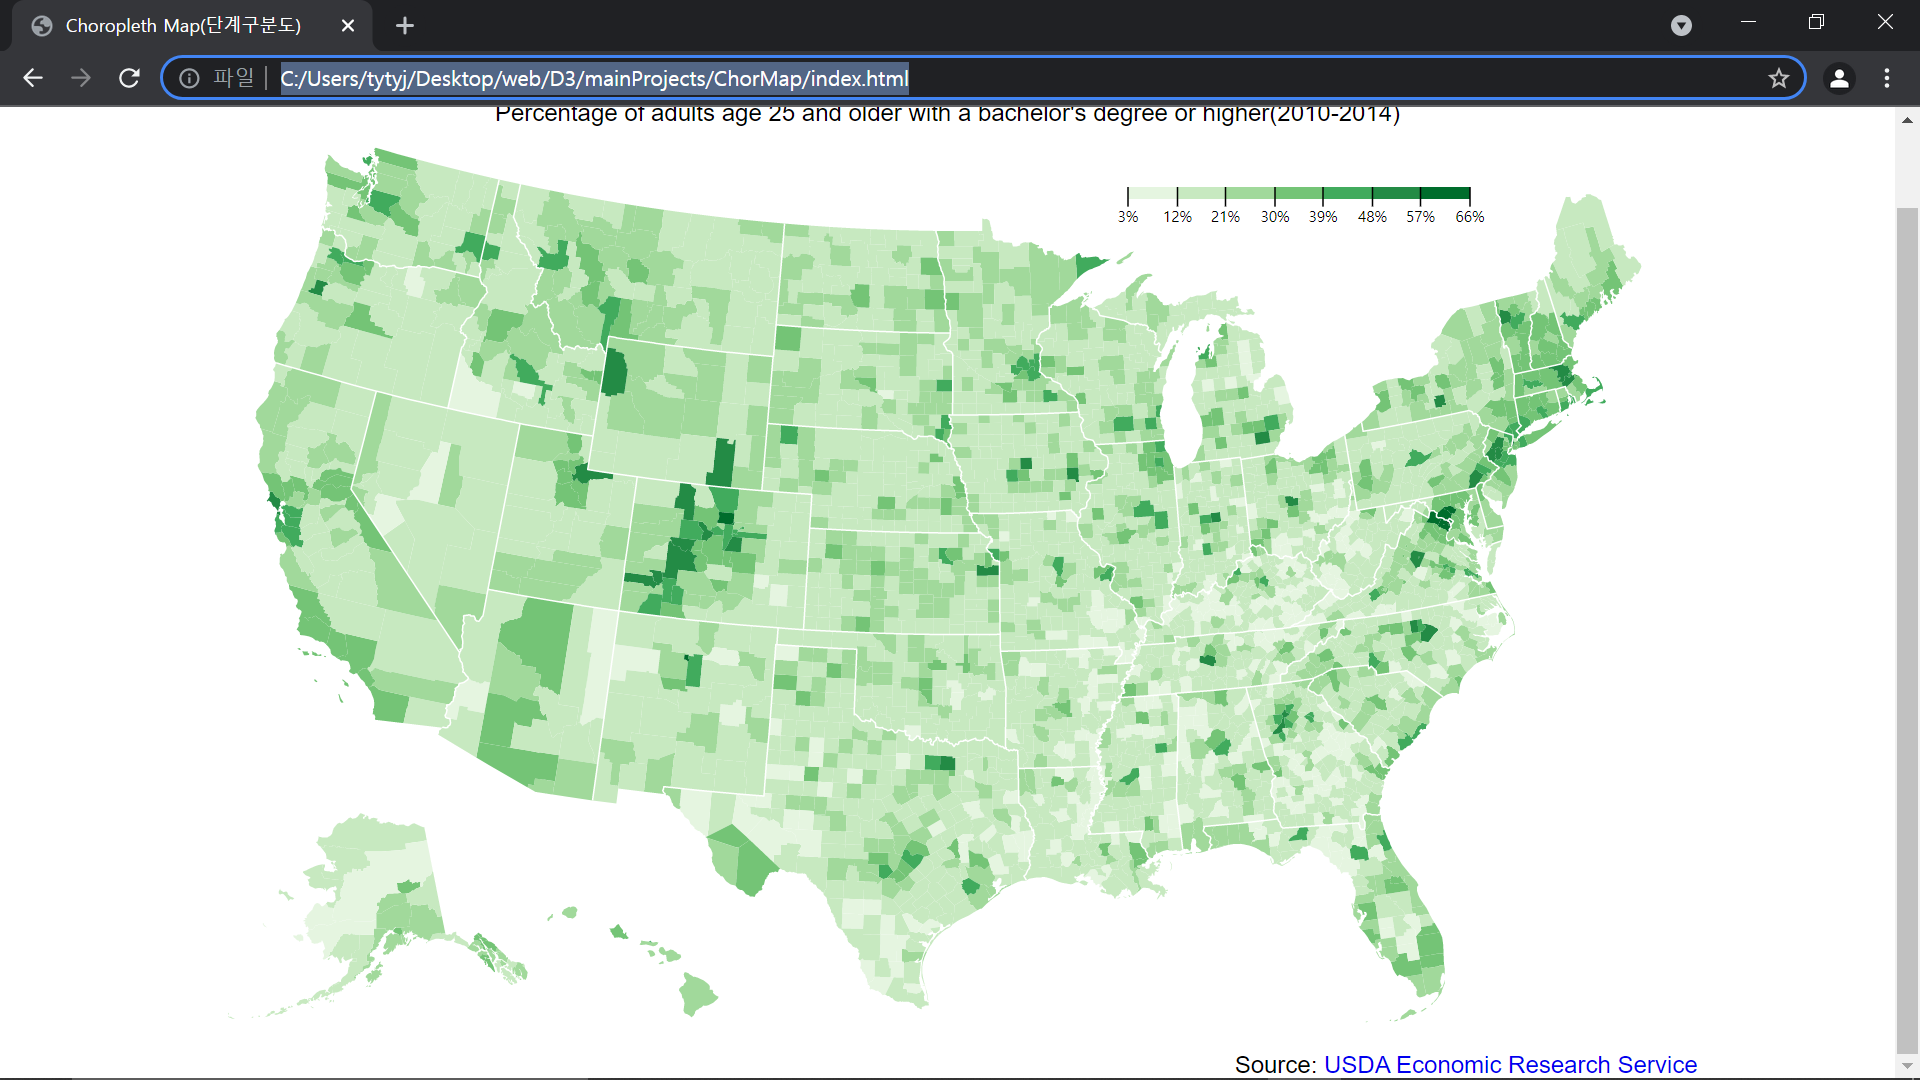 Choropleth Map(단계구분도)
파일 C:/Users/tytyj/Desktop/web/D3/mainProjects/ChorMap/index.html
Percentage of adults age 25 and older with a bachelor's degree or higher(2010-2014)
3% 12% 21% 30% 39% 48% 57% 66%
Source: USDA Economic Research Service